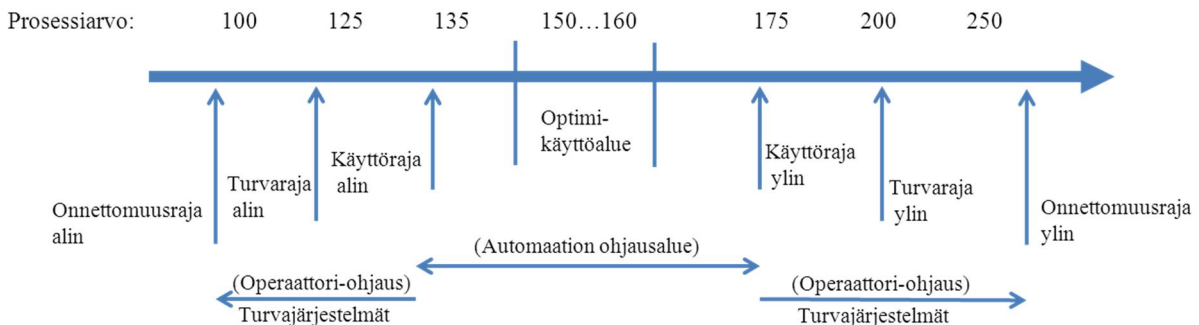 Prosessiarvo: 100 125 135 150…160 175 200 250
Optimi-
käyttöalue
Käyttöraja
alin
Käyttöraja
ylin
Turvaraja
alin
Turvaraja
ylin
Onnettomuusraja
alin
Onnettomuusraja
ylin
(Automaation ohjausalue)
(Operaattori-ohjaus)
Turvajärjestelmät
(Operaattori-ohjaus)
Turvajärjestelmät